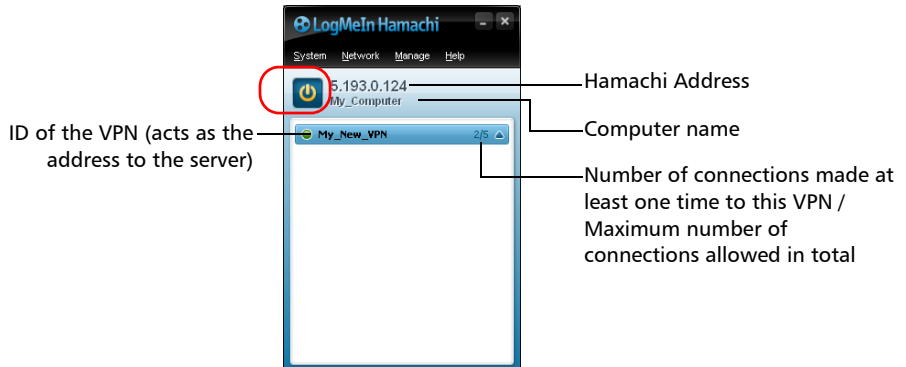 LogMeIn Hamachi
System Network Manage Help
5.193.0.124
My_Computer
My_New_VPN 2/5
ID of the VPN (acts as the
address to the server)
Hamachi Address
Computer name
Number of connections made at
least one time to this VPN /
Maximum number of
connections allowed in total